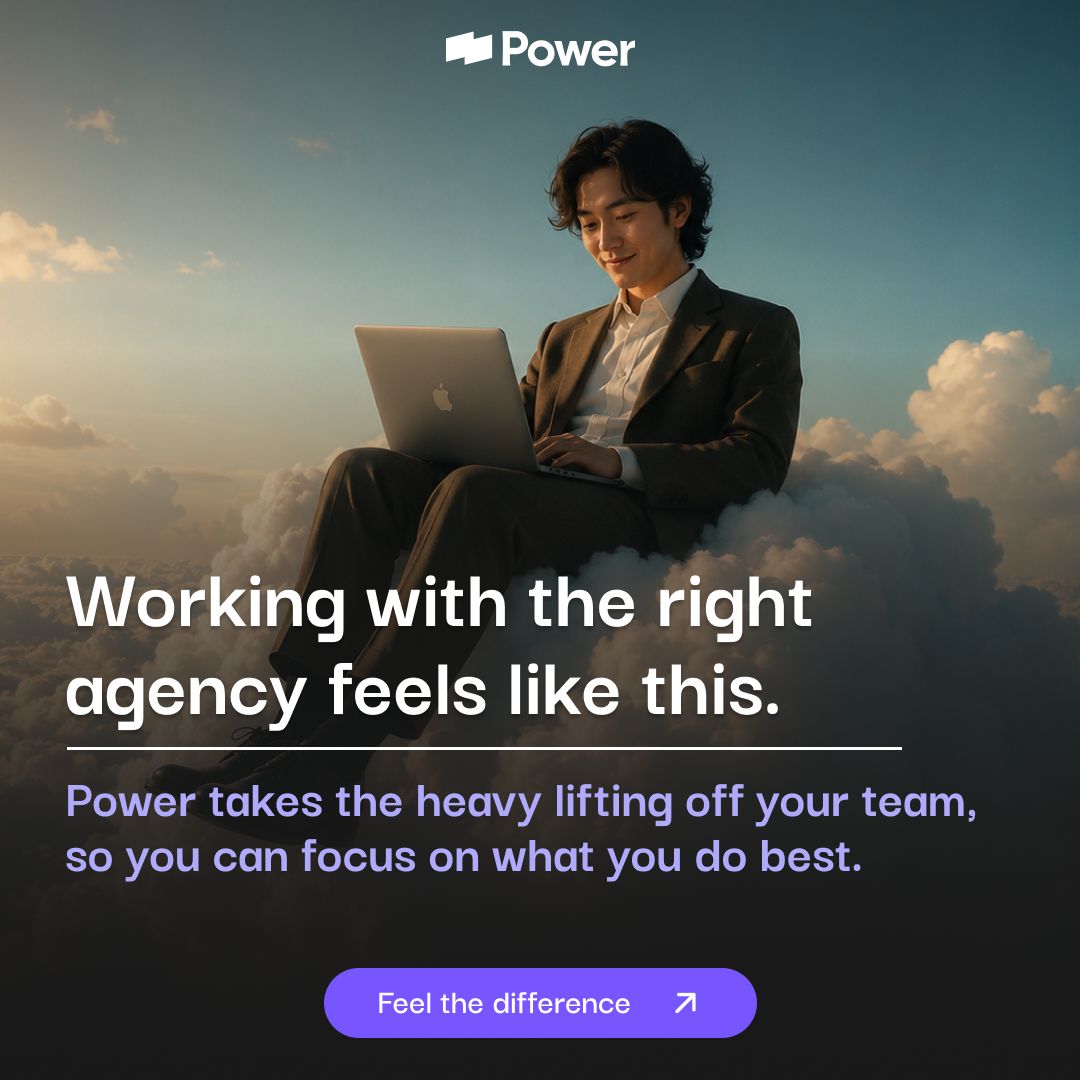 Power
Working with the right
agency feels like this.
Power takes the heavy lifting off your team,
so you can focus on what you do best.
Feel the difference